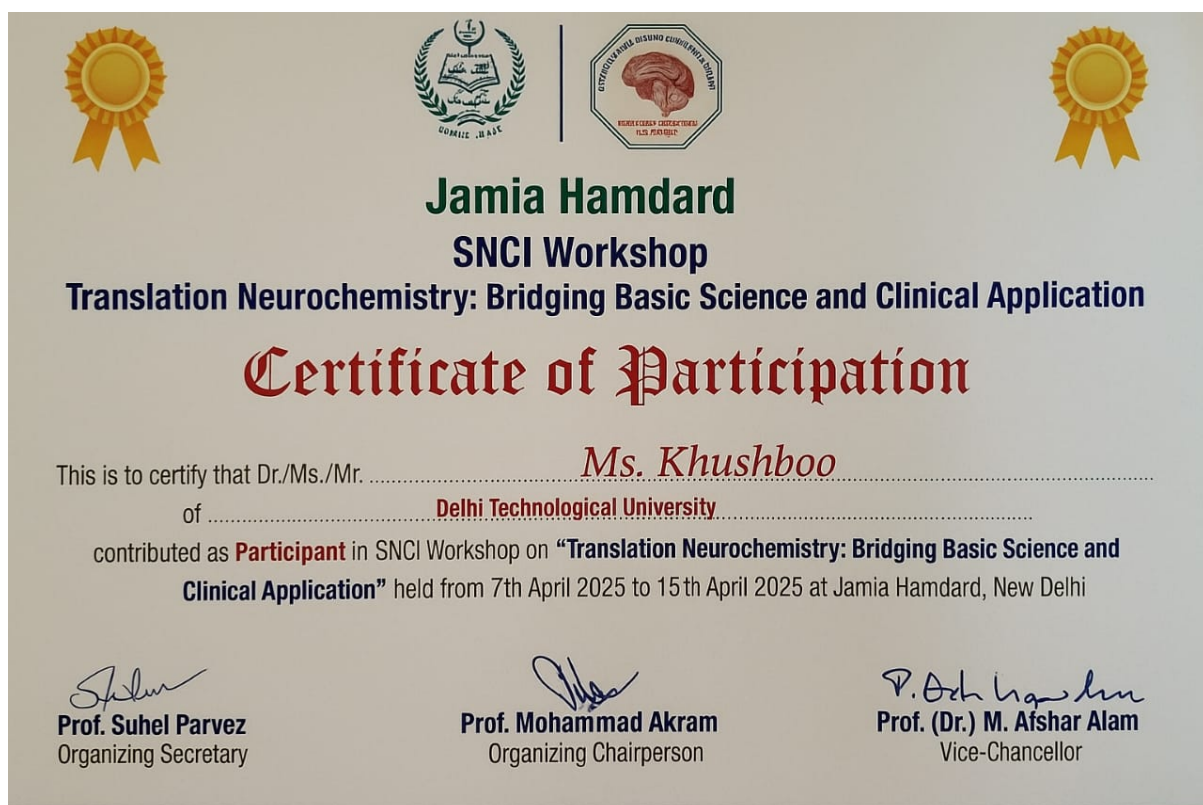 Jamia Hamdard
SNCI Workshop
Translation Neurochemistry: Bridging Basic Science and Clinical Application
Certificate of Participation
This is to certify that Dr./Ms./Mr. Ms. Khushboo
of Delhi Technological University
contributed as Participant in SNCI Workshop on “Translation Neurochemistry: Bridging Basic Science and
Clinical Application” held from 7th April 2025 to 15th April 2025 at Jamia Hamdard, New Delhi
Prof. Suhel Parvez
Organizing Secretary
Prof. Mohammad Akram
Organizing Chairperson
Prof. (Dr.) M. Afshar Alam
Vice-Chancellor